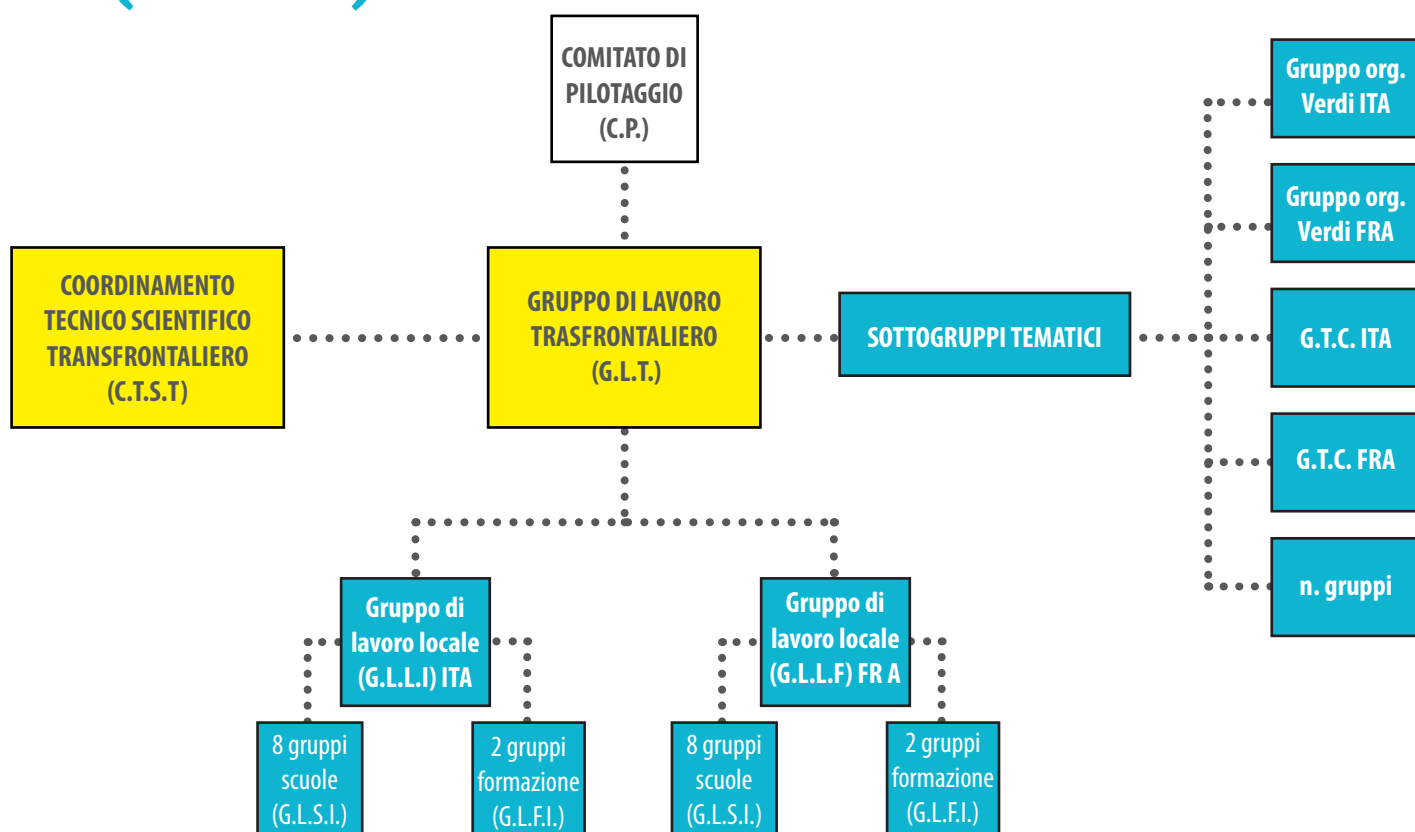 COMITATO DI
PILOTAGGIO
(C.P.)
COORDINAMENTO
TECNICO SCIENTIFICO
TRANSFRONTALIERO
(C.T.S.T)
GRUPPO DI LAVORO
TRASFRONTALIERO
(G.L.T.)
SOTTOGRUPPI TEMATICI
Gruppo org.
Verdi ITA
Gruppo org.
Verdi FRA
G.T.C. ITA
G.T.C. FRA
n. gruppi
Gruppo di
lavoro locale
(G.L.L.I) ITA
Gruppo di
lavoro locale
(G.L.L.F) FR A
8 gruppi
scuole
(G.L.S.I.)
2 gruppi
formazione
(G.L.F.I.)
8 gruppi
scuole
(G.L.S.I.)
2 gruppi
formazione
(G.L.F.I.)